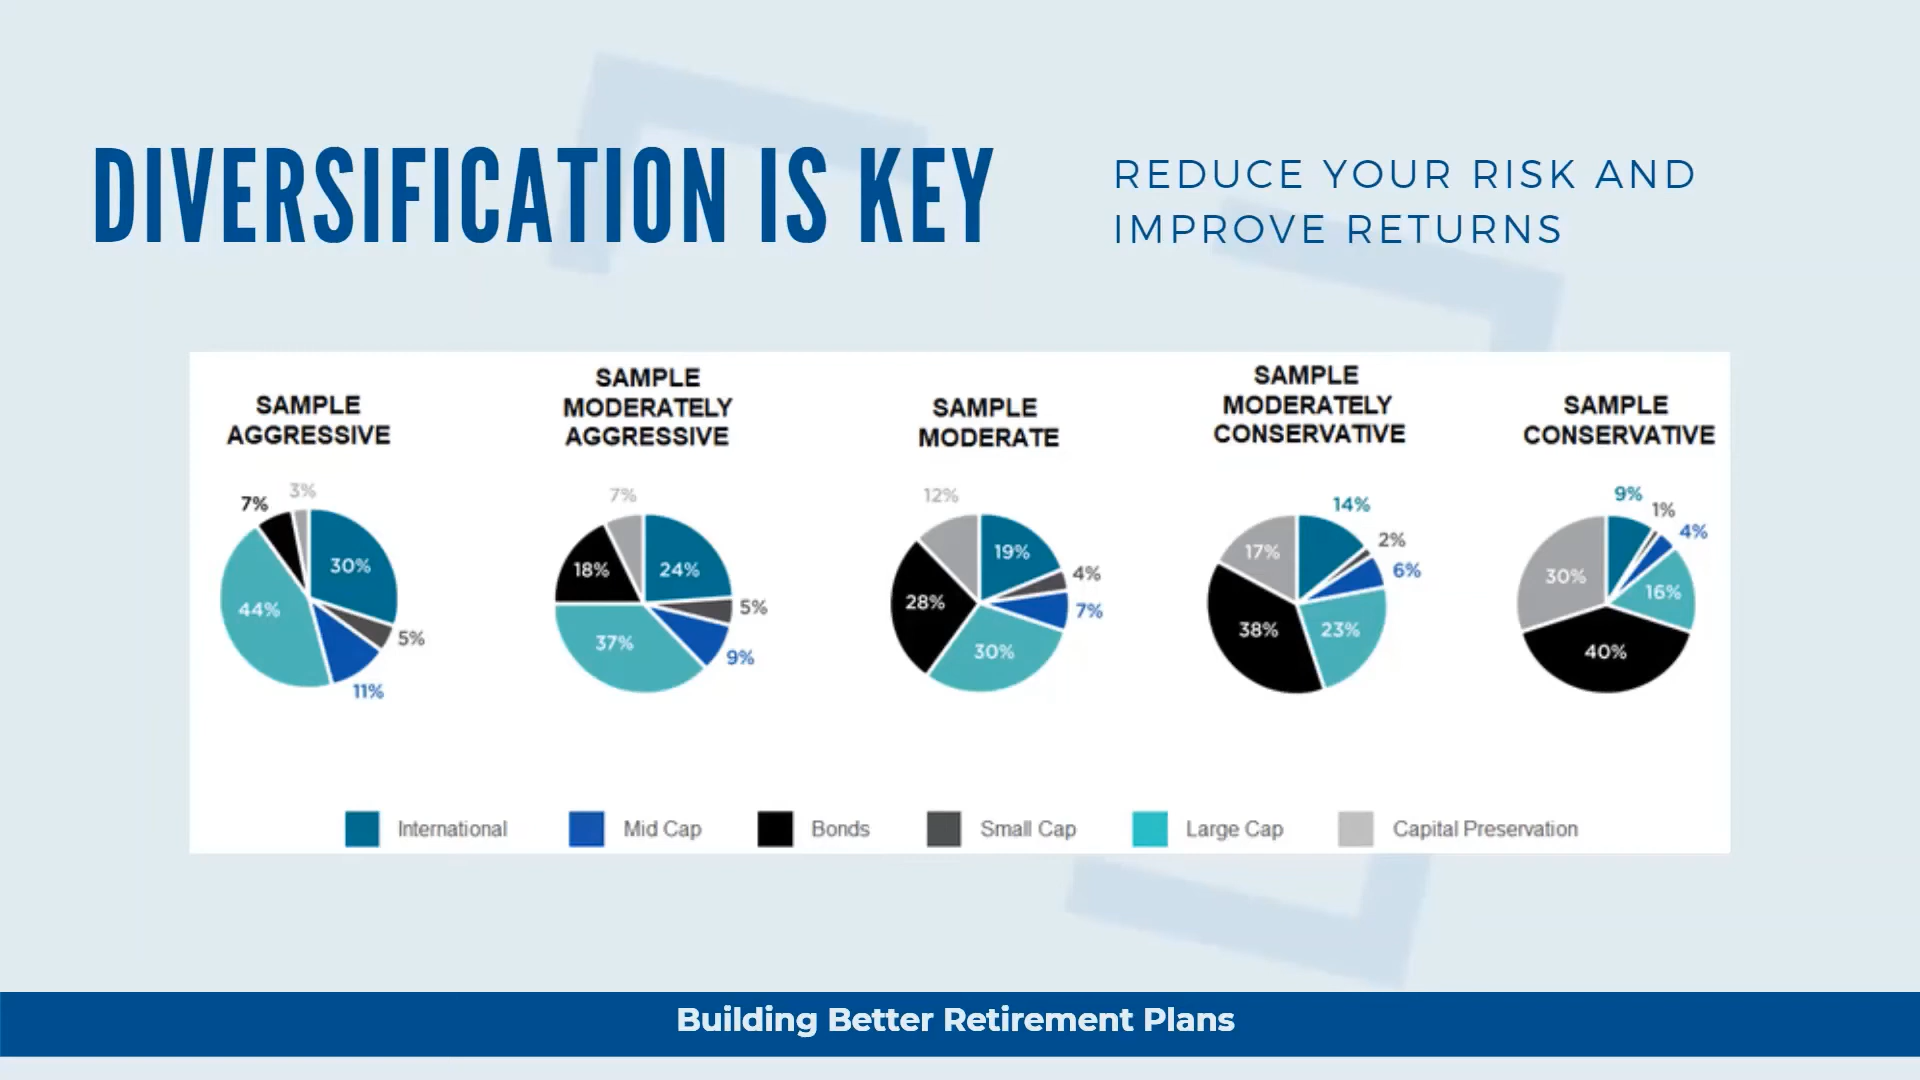 DIVERSIFICATION IS KEY
REDUCE YOUR RISK AND
IMPROVE RETURNS
SAMPLE
AGGRESSIVE
3%
7%
30%
44%
5%
11%
SAMPLE
MODERATELY
AGGRESSIVE
7%
18%
24%
5%
37%
9%
SAMPLE
MODERATE
12%
19%
4%
28%
7%
30%
SAMPLE
MODERATELY
CONSERVATIVE
14%
17%
2%
6%
38%
23%
SAMPLE
CONSERVATIVE
9%
1%
4%
30%
16%
40%
International
Mid Cap
Bonds
Small Cap
Large Cap
Capital Preservation
Building Better Retirement Plans